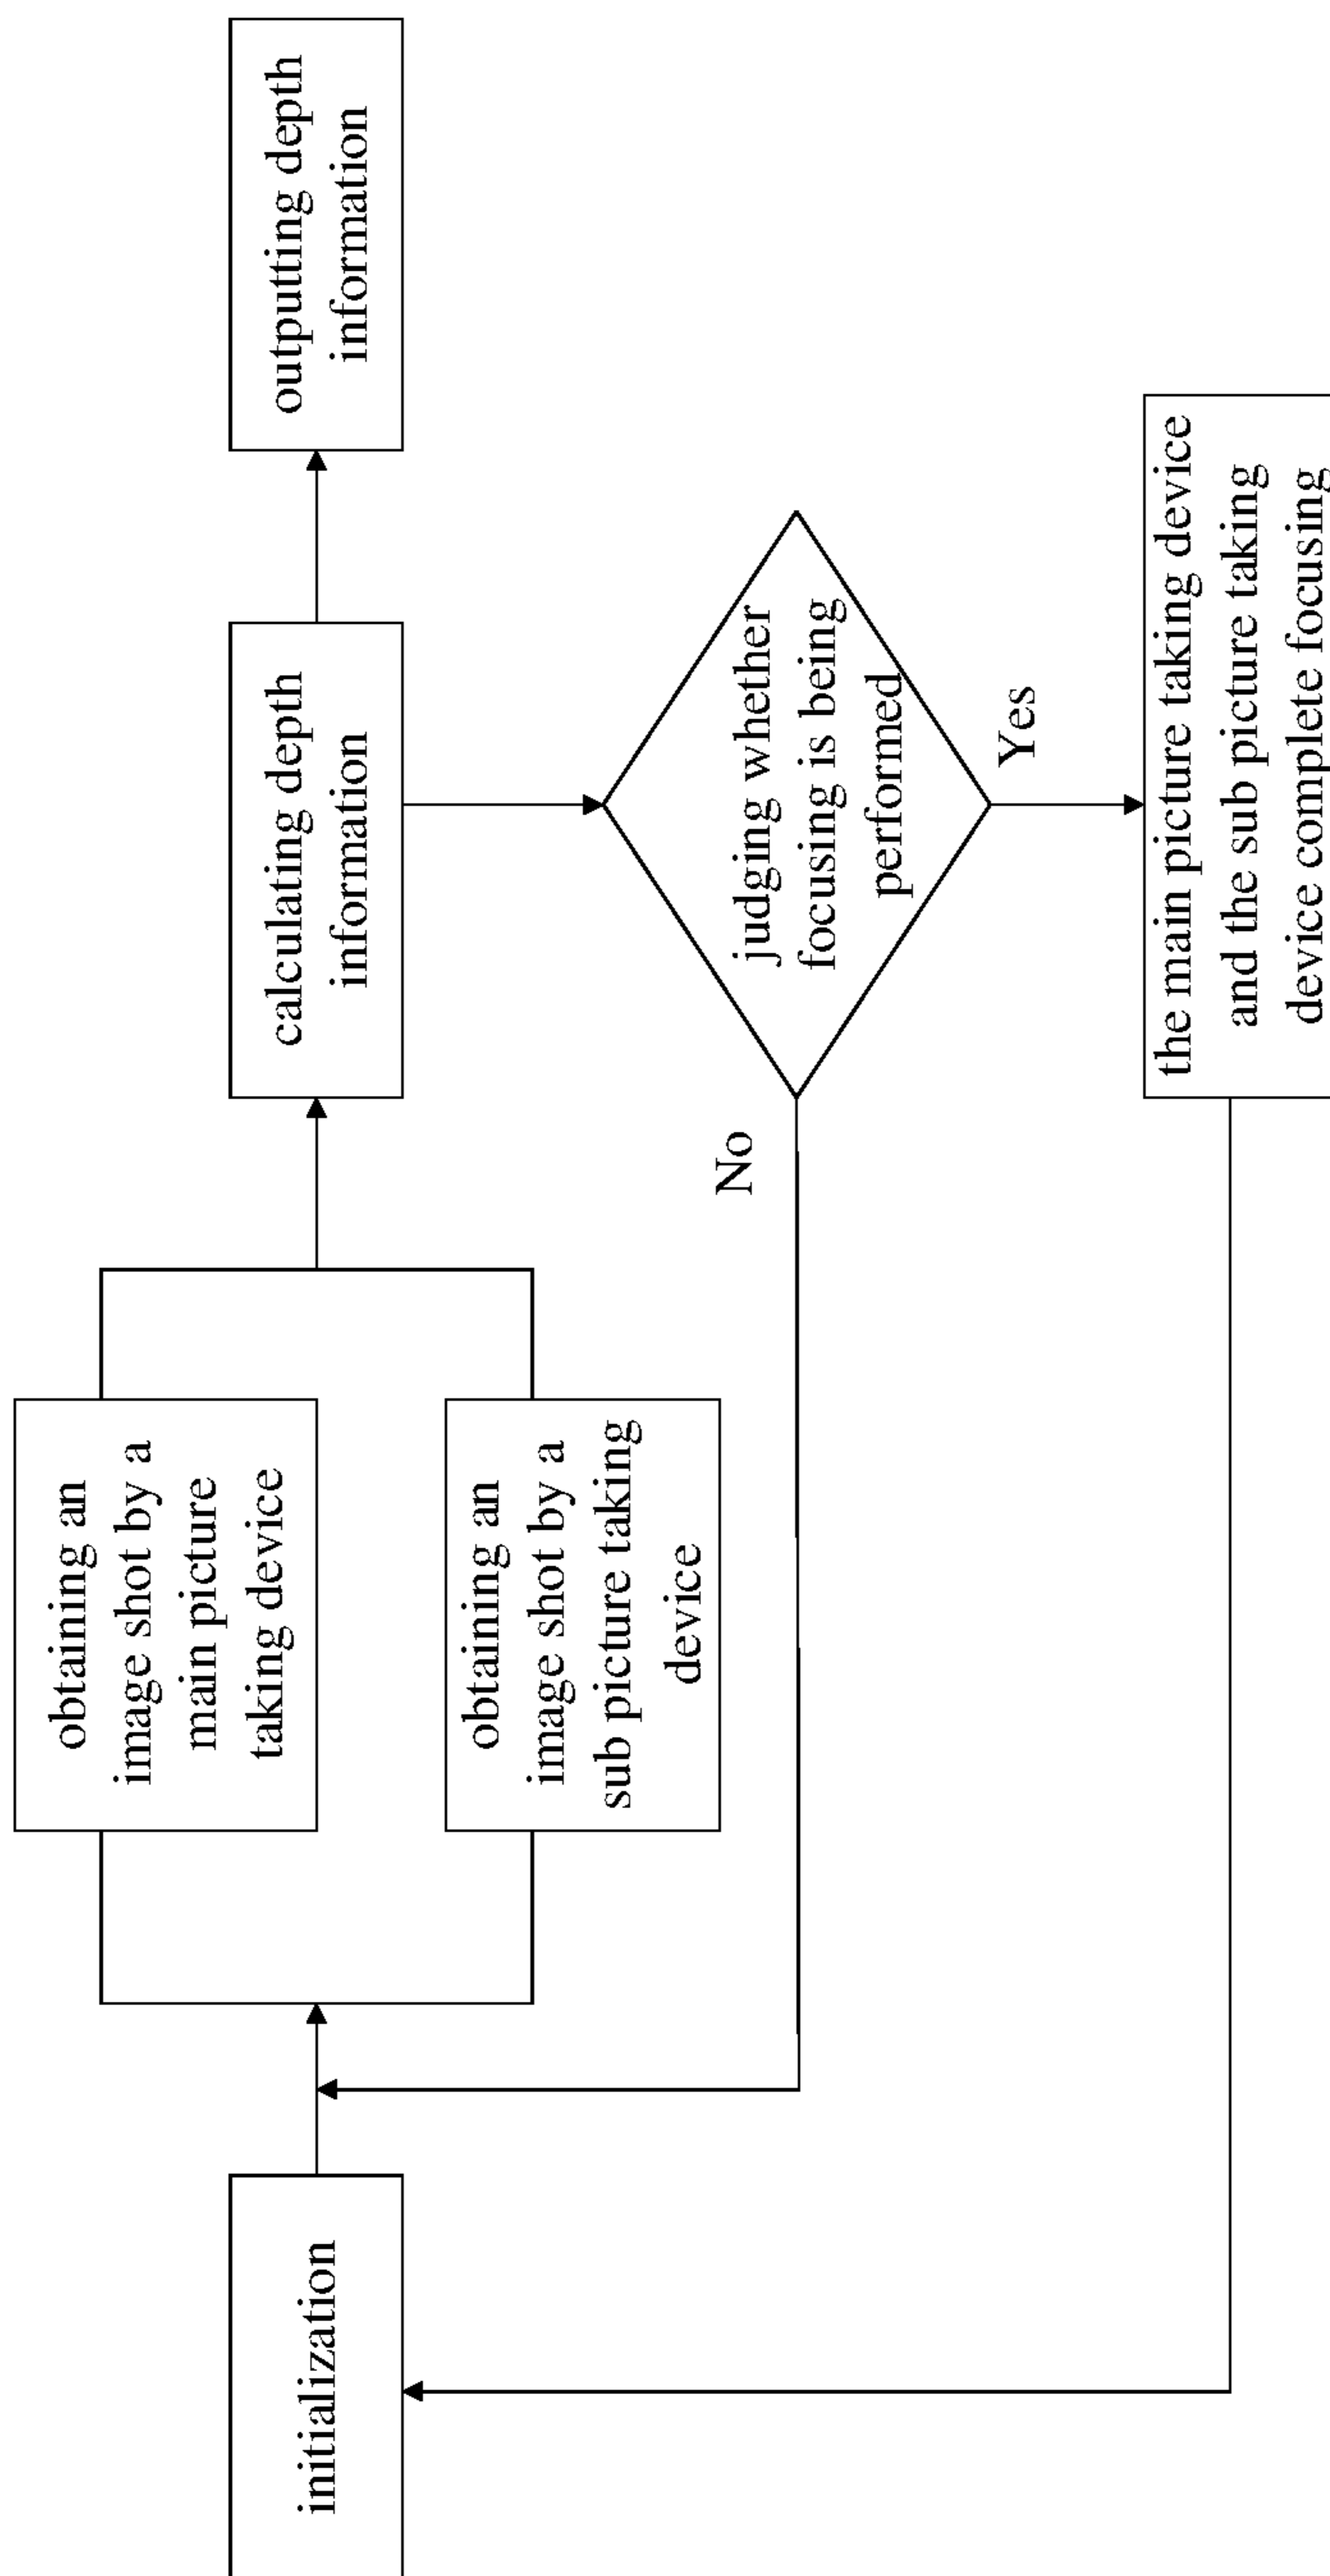 initialization
obtaining an
image shot by a
main picture
taking device
obtaining an
image shot by a
sub picture taking
device
calculating depth
information
outputting depth
information
judging whether
focusing is being
performed
No
Yes
the main picture taking device
and the sub picture taking
device complete focusing